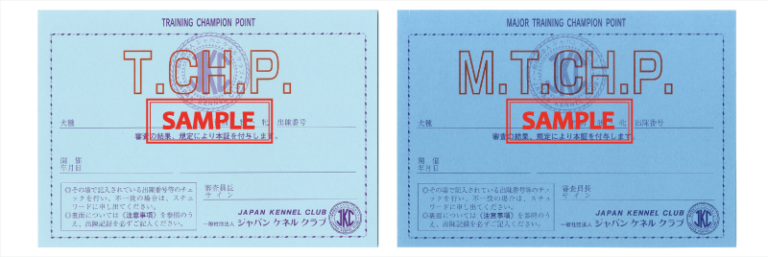 TRAINING CHAMPION POINT
T.CH.P.
SAMPLE
犬種
牝 出陳番号
審査の結果、規定により本証を付与します。
開催
年月日
◎その場で記入されている出陳番号等のチェ
ックを行い、不一致の場合は、スチュ
ワードに申し出てください。
◎裏面については《注意事項》を参照のう
え、出陳記録を必ずご記入ください。
審査員長
サイン
JAPAN KENNEL CLUB
一般社団法人 ジャパン ケネル クラブ
JKC
MAJOR TRAINING CHAMPION POINT
M.T.CH.P.
SAMPLE
犬種
牝 出陳番号
審査の結果、規定により本証を付与します。
開催
年月日
◎その場で記入されている出陳番号等のチェ
ックを行い、不一致の場合は、スチュ
ワードに申し出てください。
◎裏面については《注意事項》を参照のう
え、出陳記録を必ずご記入ください。
審査員長
サイン
JAPAN KENNEL CLUB
一般社団法人 ジャパン ケネル クラブ
JKC